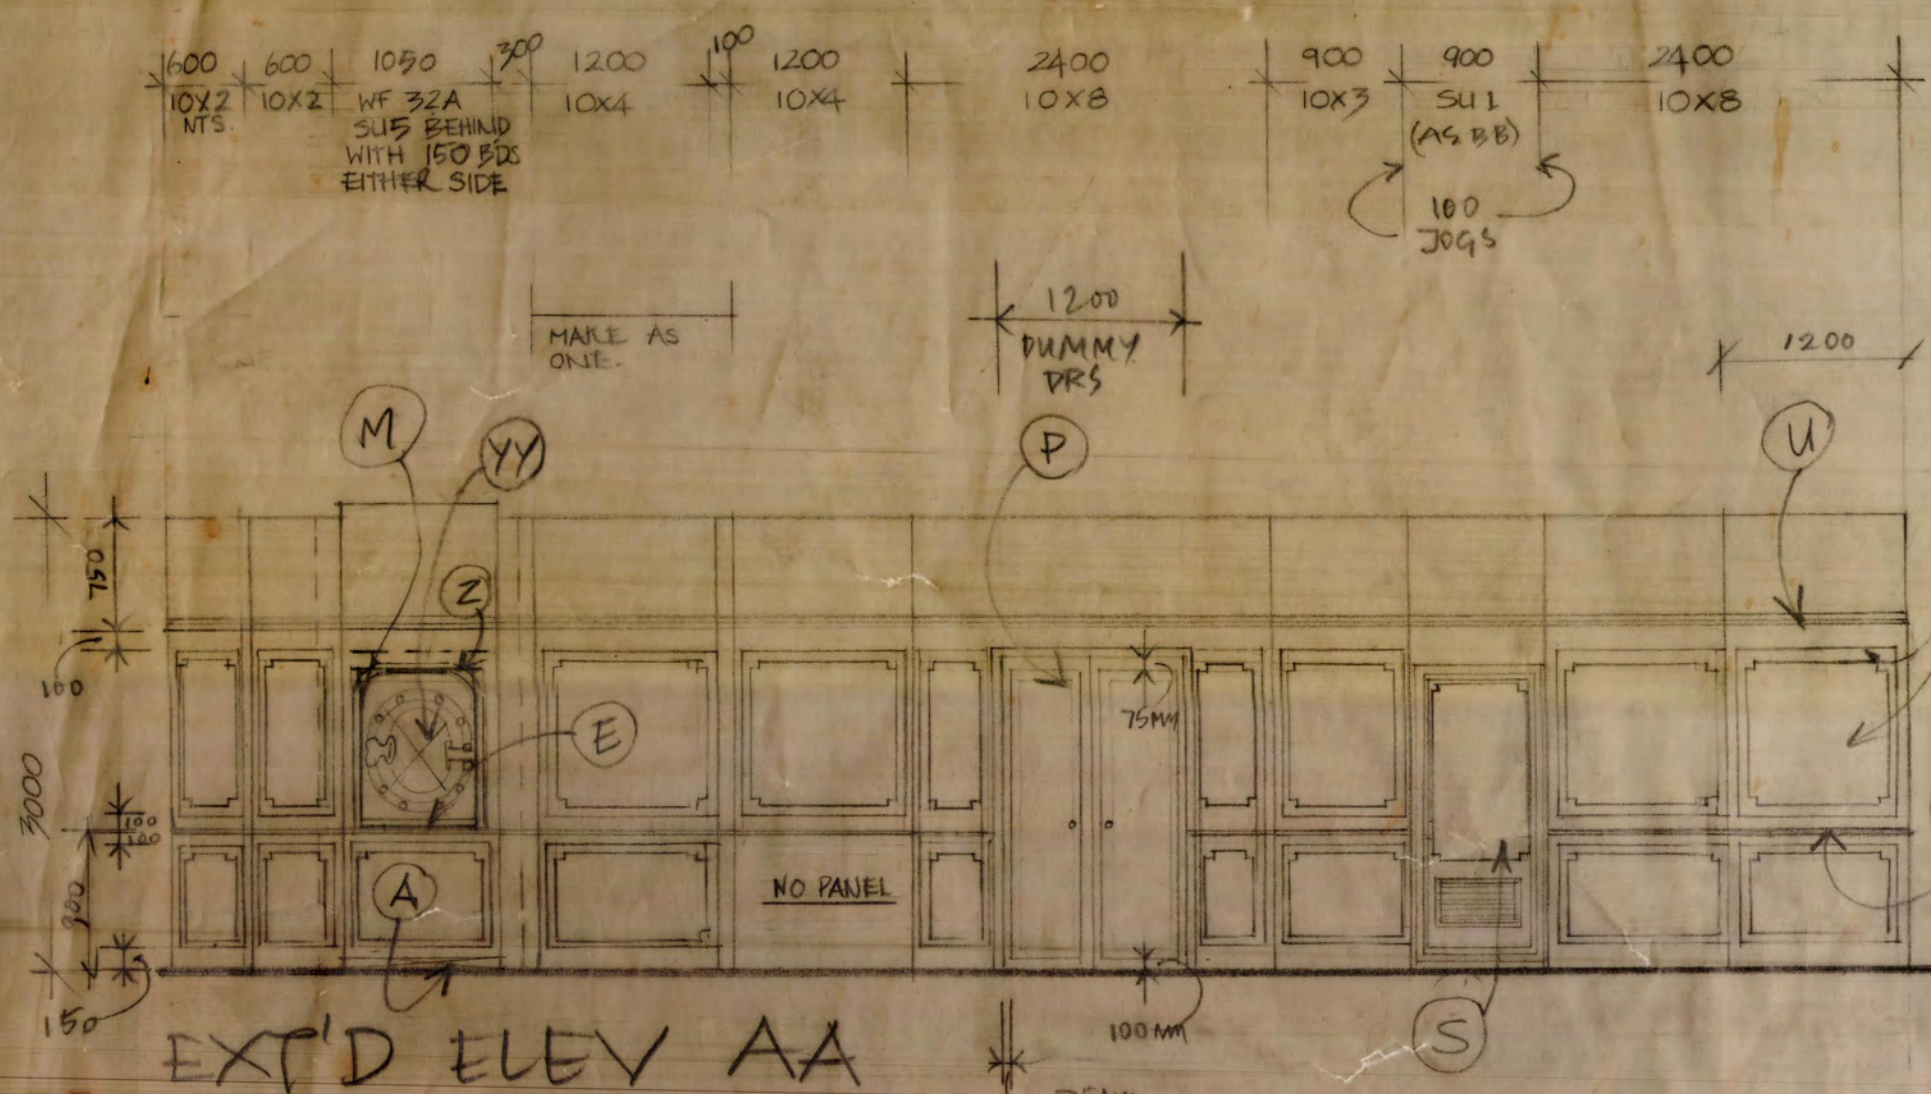 600 600 1050 300 1200 100 1200 2400 900 900 2400
10X2 10X2 WF 32A 10X4 10X4 10X8 10X3 SU1 10X8
NTS.
SU5 BEHIND
WITH 150 BDS
EITHER SIDE
(AS BB)
100
JOGS
MAKE AS
ONE.
1200
DUMMY
DRS
1200
M
YY
P
U
750
Z
100
E
75MM
3000
100
100
900
A
NO PANEL
150
100MM
S
EXT'D ELEV AA